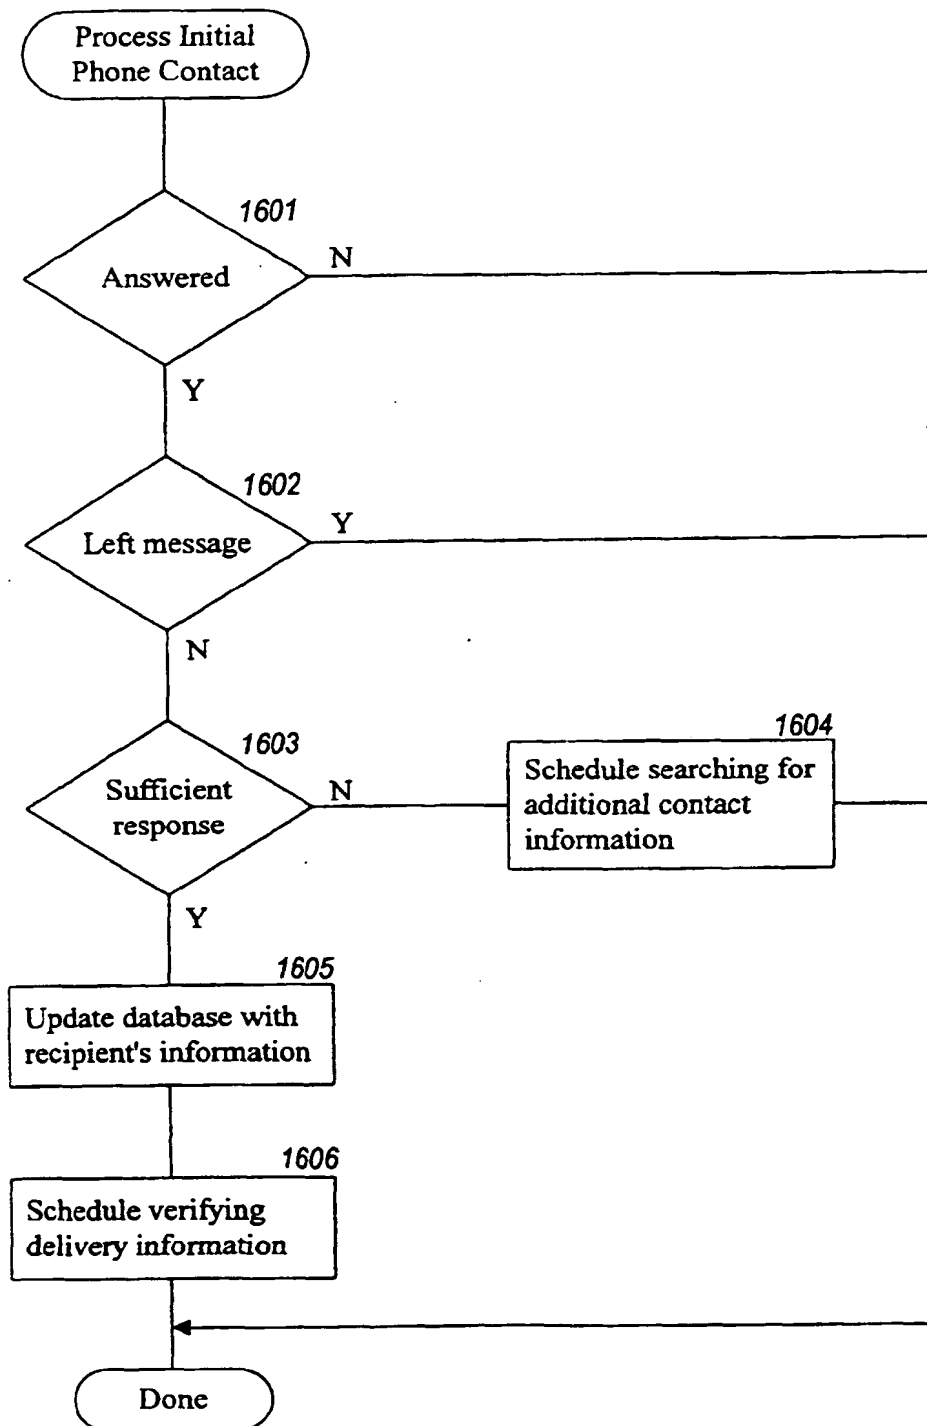 Process Initial
Phone Contact
1601
Answered
N
Y
1602
Left message
Y
N
1603
Sufficient
response
N
1604
Schedule searching for
additional contact
information
Y
1605
Update database with
recipient's information
1606
Schedule verifying
delivery information
Done